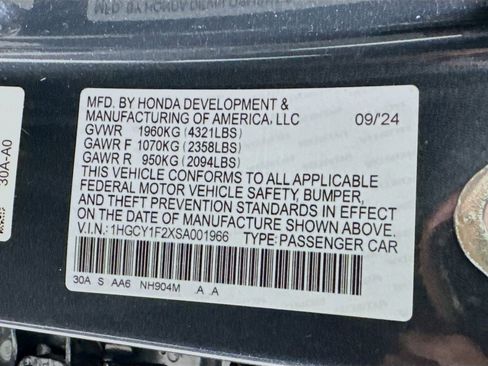 MFD. BY HONDA DEVELOPMENT &
MANUFACTURING OF AMERICA, LLC 09/24
GVWR 1960KG (4321LBS)
GAWR F 1070KG (2358LBS)
GAWR R 950KG (2094LBS)
THIS VEHICLE CONFORMS TO ALL APPLICABLE
FEDERAL MOTOR VEHICLE SAFETY, BUMPER,
AND THEFT PREVENTION STANDARDS IN EFFECT
ON THE DATE OF MANUFACTURE SHOWN ABOVE.
V.I.N.: 1HGCY1F2XSA001966 TYPE: PASSENGER CAR
30A S AA6 NH904M A A
30A-A0